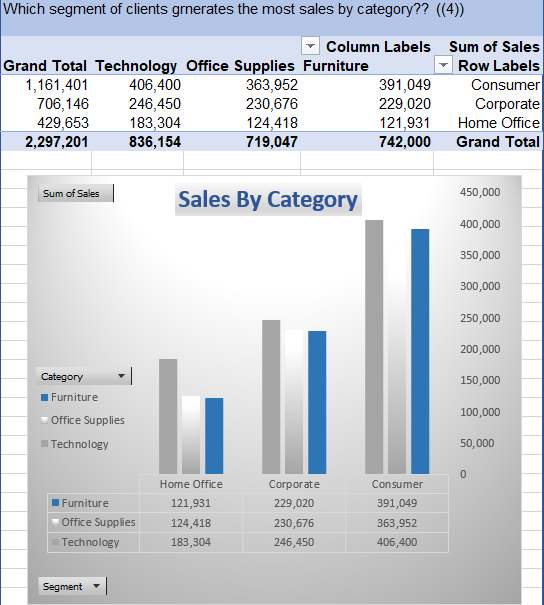 Which segment of clients grnerates the most sales by category?? ((4))
Column Labels Sum of Sales
Grand Total Technology Office Supplies Furniture Row Labels
1,161,401 406,400 363,952 391,049 Consumer
706,146 246,450 230,676 229,020 Corporate
429,653 183,304 124,418 121,931 Home Office
2,297,201 836,154 719,047 742,000 Grand Total
Sum of Sales
Sales By Category
450,000
400,000
350,000
300,000
250,000
200,000
150,000
100,000
50,000
0
Category
Furniture
Office Supplies
Technology
Home Office Corporate Consumer
Furniture 121,931 229,020 391,049
Office Supplies 124,418 230,676 363,952
Technology 183,304 246,450 406,400
Segment